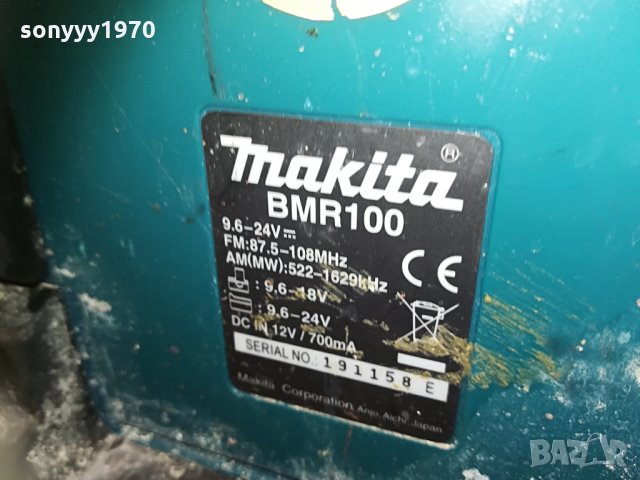 sonyyy1970
makita®
BMR100
9.6-24V⎓
FM:87.5-108MHz
AM(MW):522-1629kHz
CE
: 9.6-18V
: 9.6-24V
DC IN 12V / 700mA
SERIAL NO.: 191158 E
Makita Corporation Anjo, Aichi, Japan
BAZAR